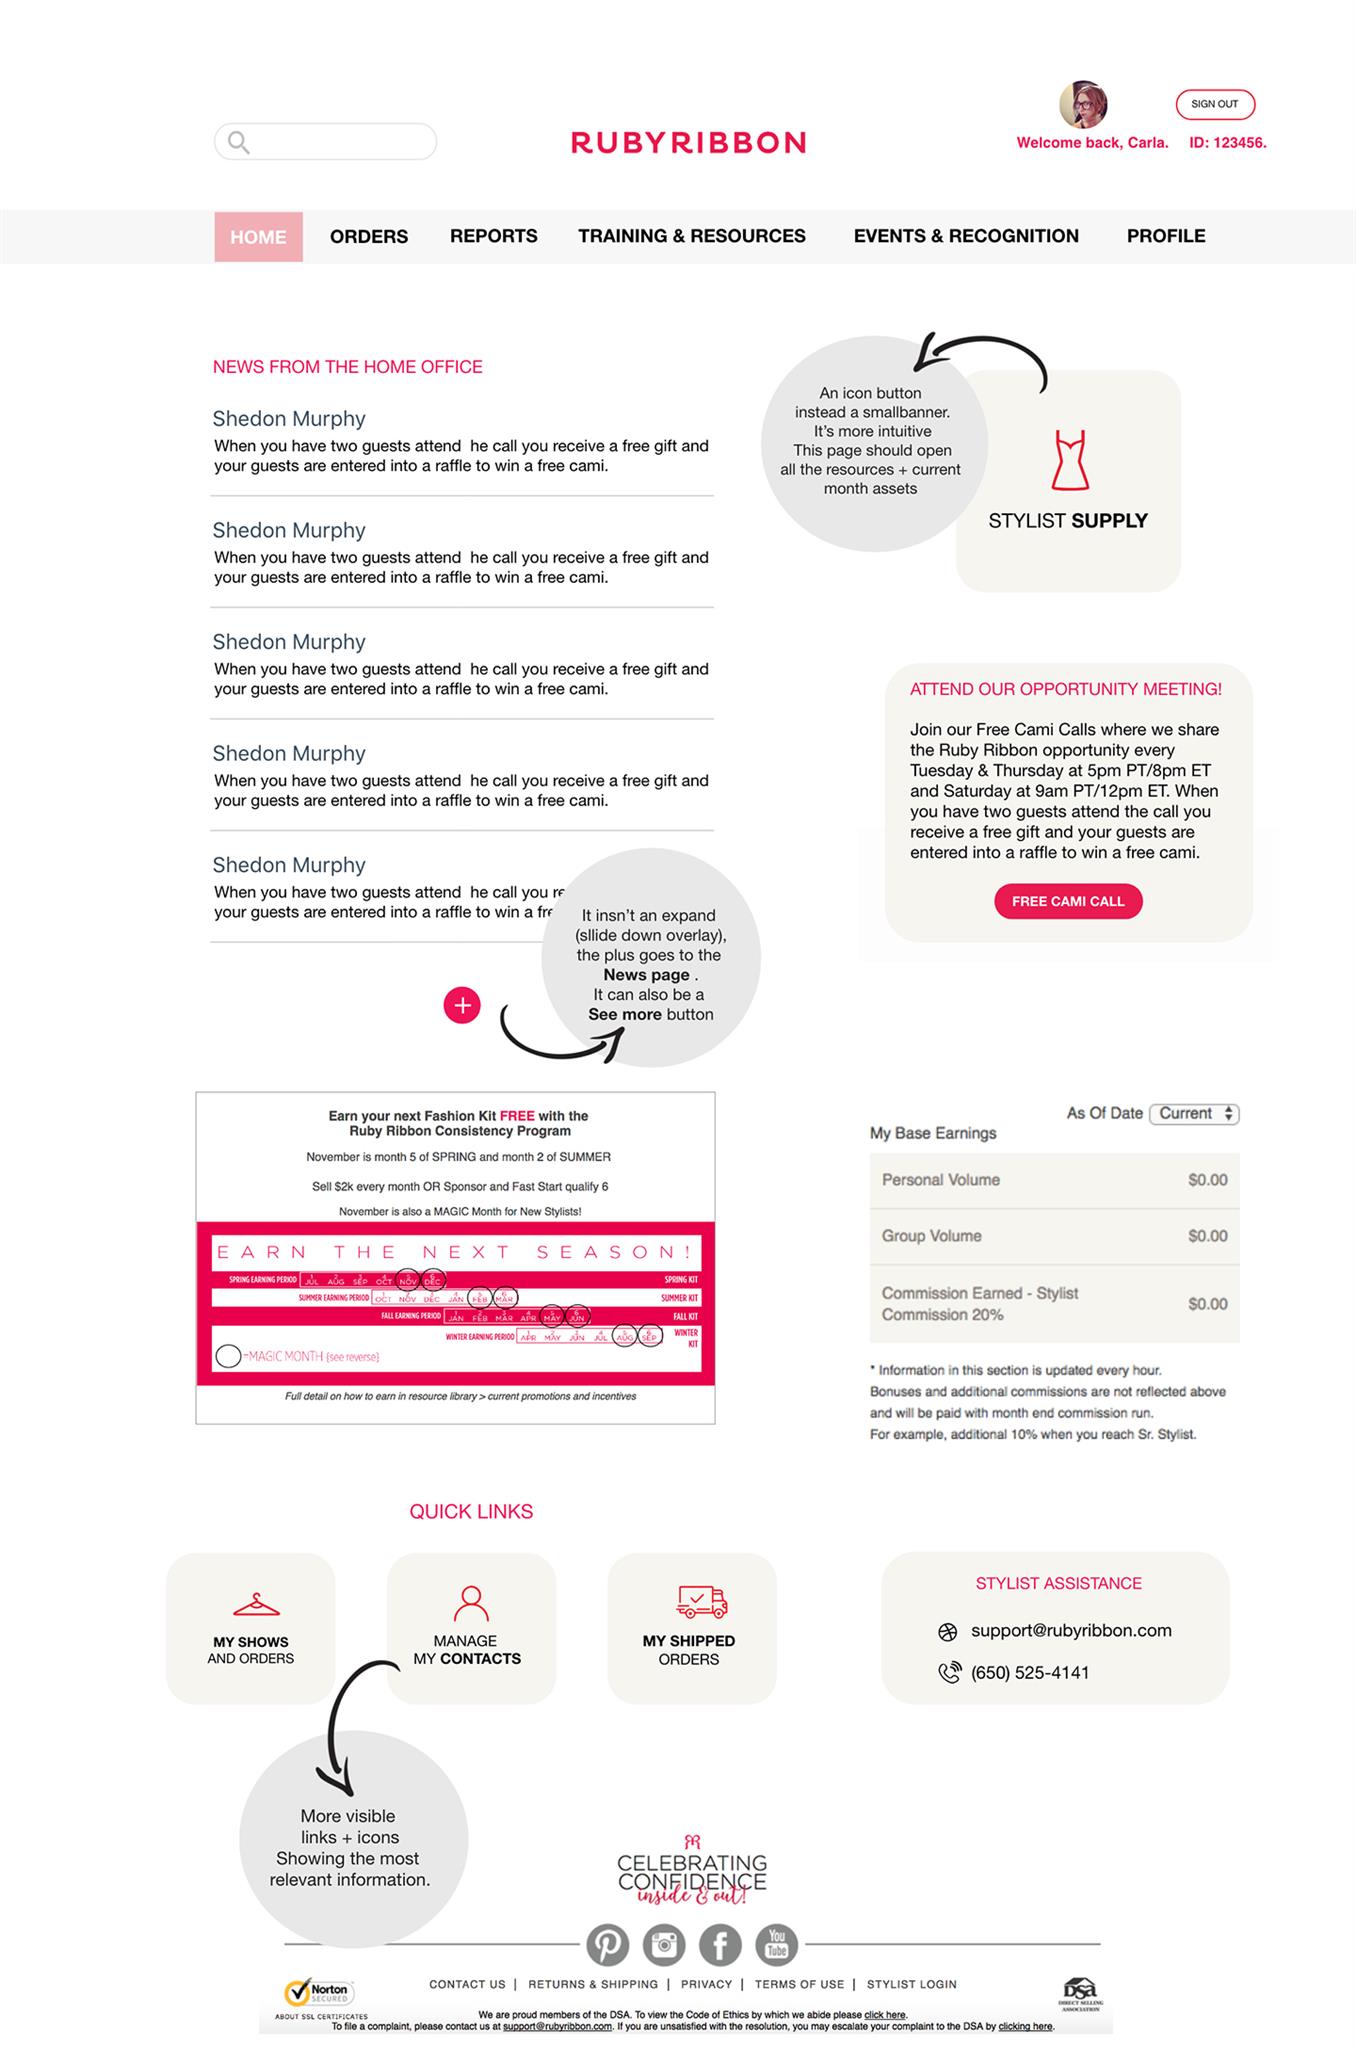 SIGN OUT
RUBYRIBBON
Welcome back, Carla. ID: 123456.
HOME ORDERS REPORTS TRAINING & RESOURCES EVENTS & RECOGNITION PROFILE
NEWS FROM THE HOME OFFICE
Shedon Murphy
When you have two guests attend  he call you receive a free gift and
your guests are entered into a raffle to win a free cami.
Shedon Murphy
When you have two guests attend  he call you receive a free gift and
your guests are entered into a raffle to win a free cami.
Shedon Murphy
When you have two guests attend  he call you receive a free gift and
your guests are entered into a raffle to win a free cami.
Shedon Murphy
When you have two guests attend  he call you receive a free gift and
your guests are entered into a raffle to win a free cami.
Shedon Murphy
When you have two guests attend  he call you re
your guests are entered into a raffle to win a fre
An icon button
instead a smallbanner.
It's more intuitive
This page should open
all the resources + current
month assets
STYLIST SUPPLY
ATTEND OUR OPPORTUNITY MEETING!
Join our Free Cami Calls where we share
the Ruby Ribbon opportunity every
Tuesday & Thursday at 5pm PT/8pm ET
and Saturday at 9am PT/12pm ET. When
you have two guests attend the call you
receive a free gift and your guests are
entered into a raffle to win a free cami.
FREE CAMI CALL
It insn't an expand
(sllide down overlay),
the plus goes to the
News page .
It can also be a
See more button
+
Earn your next Fashion Kit FREE with the
Ruby Ribbon Consistency Program
November is month 5 of SPRING and month 2 of SUMMER
Sell $2k every month OR Sponsor and Fast Start qualify 6
November is also a MAGIC Month for New Stylists!
EARN THE NEXT SEASON!
1 2 3 4 5 6
SPRING EARNING PERIOD JUL AUG SEP OCT NOV DEC SPRING KIT
1 2 3 4 5 6
SUMMER EARNING PERIOD OCT NOV DEC JAN FEB MAR SUMMER KIT
1 2 3 4 5 6
FALL EARNING PERIOD JAN FEB MAR APR MAY JUN FALL KIT
1 2 3 4 5 6
WINTER EARNING PERIOD APR MAY JUN JUL AUG SEP WINTER
KIT
=MAGIC MONTH (see reverse)
Full detail on how to earn in resource library > current promotions and incentives
As Of Date Current
My Base Earnings
Personal Volume $0.00
Group Volume $0.00
Commission Earned - Stylist
Commission 20% $0.00
* Information in this section is updated every hour.
Bonuses and additional commissions are not reflected above
and will be paid with month end commission run.
For example, additional 10% when you reach Sr. Stylist.
QUICK LINKS
MY SHOWS
AND ORDERS
MANAGE
MY CONTACTS
MY SHIPPED
ORDERS
STYLIST ASSISTANCE
support@rubyribbon.com
(650) 525-4141
More visible
links + icons
Showing the most
relevant information.
CELEBRATING
CONFIDENCE
inside & out!
You
Tube
Norton
SECURED
ABOUT SSL CERTIFICATES
CONTACT US | RETURNS & SHIPPING | PRIVACY | TERMS OF USE | STYLIST LOGIN
DSA
DIRECT SELLING
ASSOCIATION
We are proud members of the DSA. To view the Code of Ethics by which we abide please click here.
To file a complaint, please contact us at support@rubyribbon.com. If you are unsatisfied with the resolution, you may escalate your complaint to the DSA by clicking here.